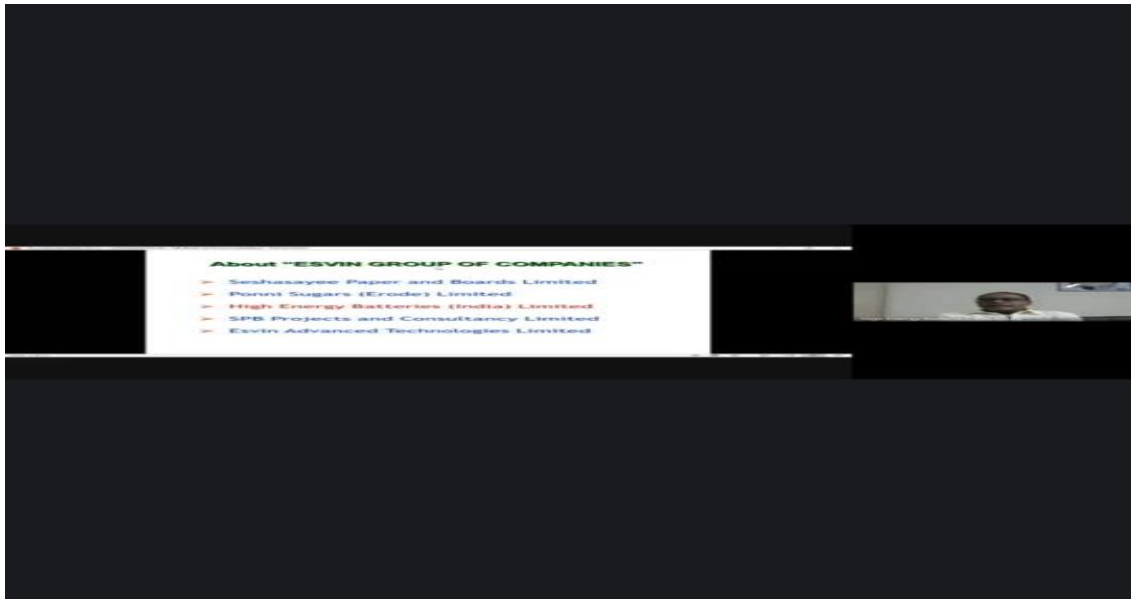 About "ESVIN GROUP OF COMPANIES"
➢ Seshasayee Paper and Boards Limited
➢ Ponni Sugars (Erode) Limited
➢ High Energy Batteries (India) Limited
➢ SPB Projects and Consultancy Limited
➢ Esvin Advanced Technologies Limited